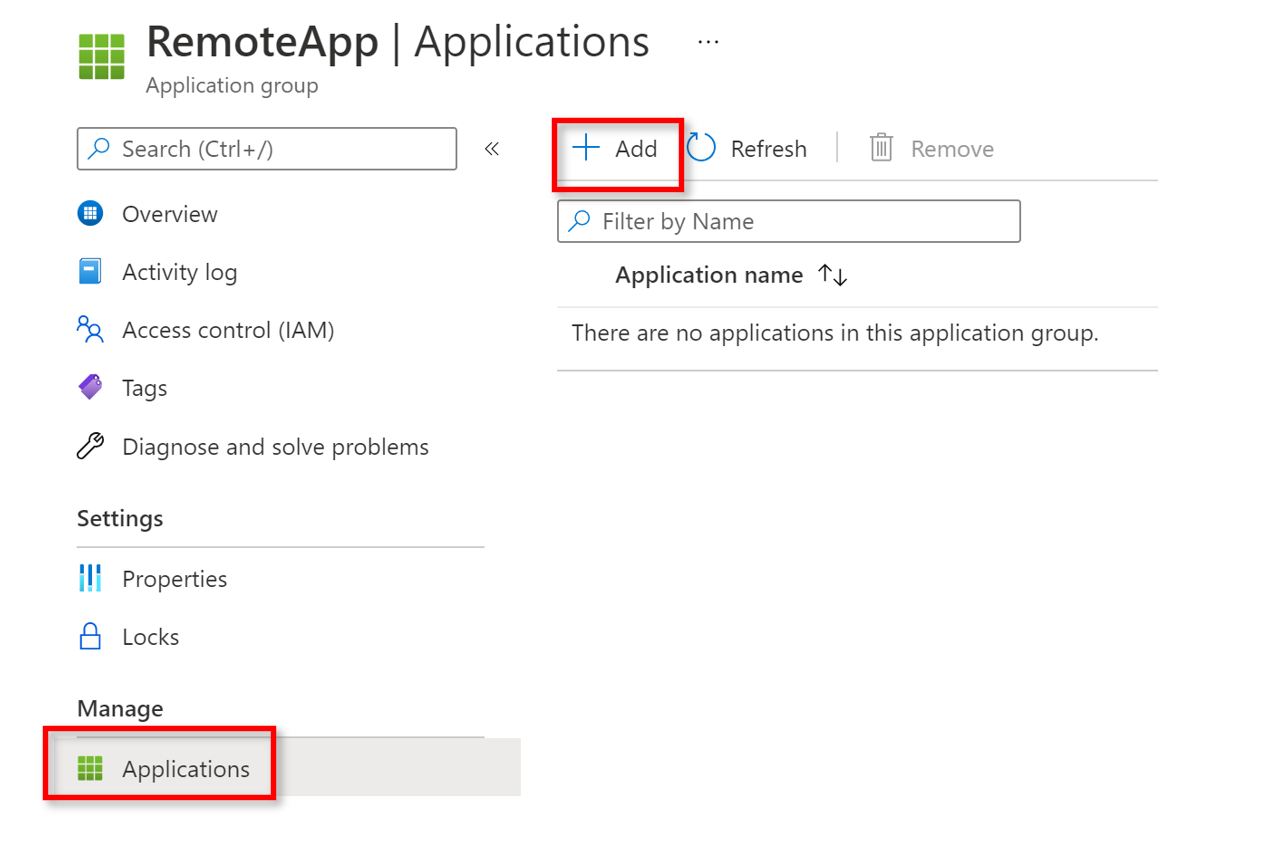 RemoteApp | Applications ...
Application group
Search (Ctrl+/) «
Overview
Activity log
Access control (IAM)
Tags
Diagnose and solve problems
Settings
Properties
Locks
Manage
Applications
Add Refresh Remove
Filter by Name
Application name ↑↓
There are no applications in this application group.